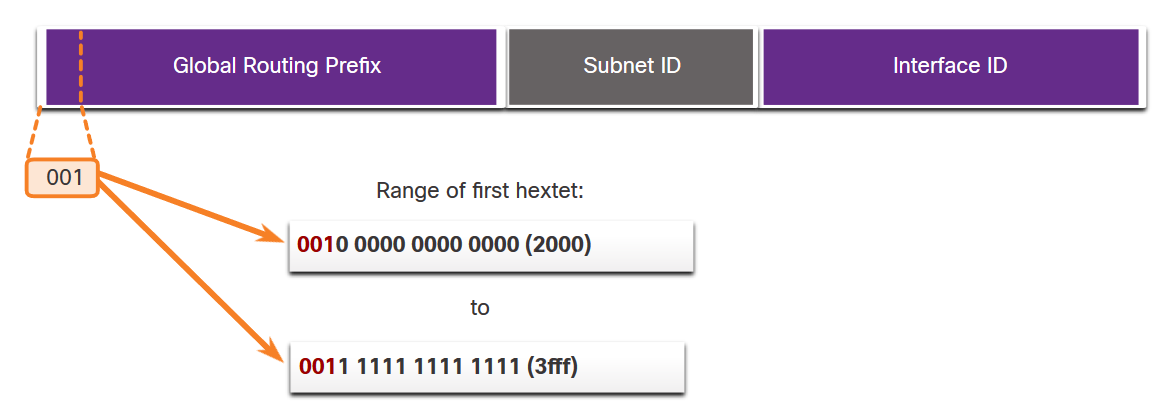 Global Routing Prefix Subnet ID Interface ID
001
Range of first hextet:
0010 0000 0000 0000 (2000)
to
0011 1111 1111 1111 (3fff)